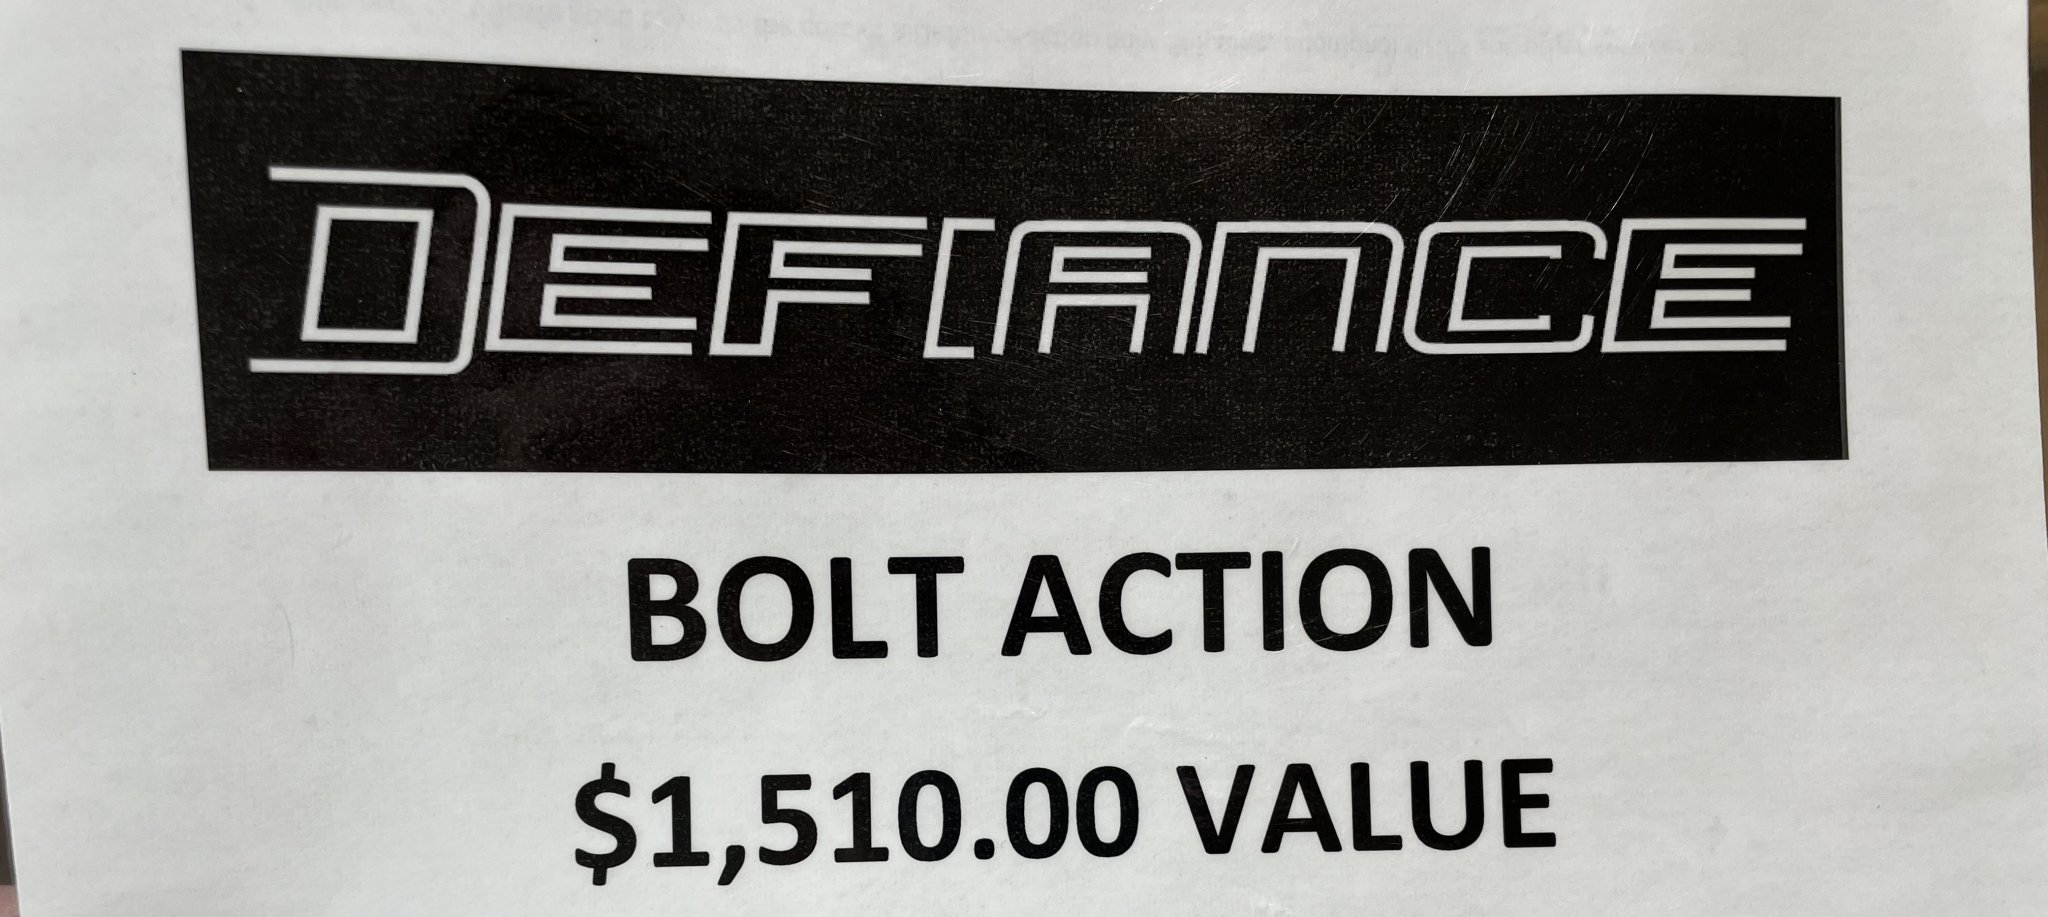 DEFIANCE
BOLT ACTION
$1,510.00 VALUE